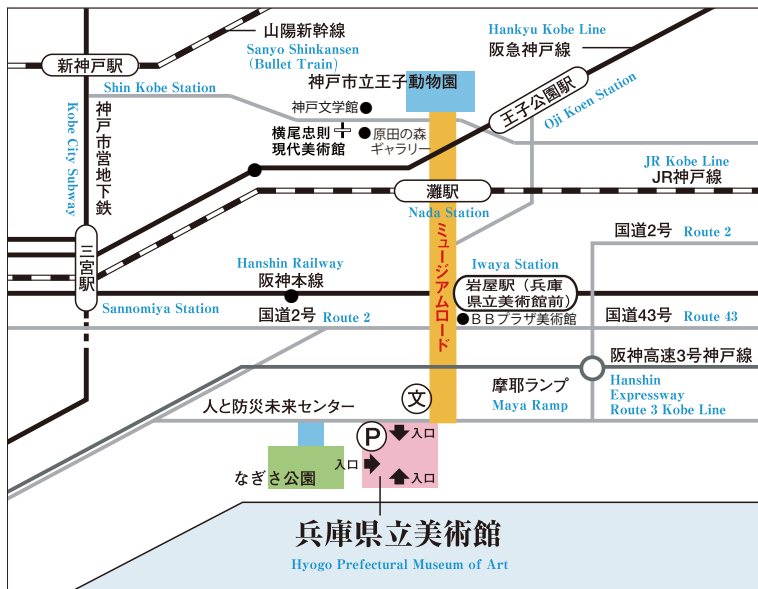 山陽新幹線
Sanyo Shinkansen
(Bullet Train)
Hankyu Kobe Line
阪急神戸線
新神戸駅
Shin Kobe Station
神戸市立王子動物園
神戸文学館
横尾忠則
現代美術館
原田の森
ギャラリー
王子公園駅
Oji Koen Station
Kobe City Subway
神戸市営地下鉄
JR Kobe Line
JR神戸線
灘駅
Nada Station
ミュージアムロード
国道2号 Route 2
三宮駅
Sannomiya Station
Hanshin Railway
阪神本線
Iwaya Station
岩屋駅（兵庫
県立美術館前）
国道2号 Route 2
BBプラザ美術館
国道43号 Route 43
阪神高速3号神戸線
Hanshin
Expressway
Route 3 Kobe Line
摩耶ランプ
Maya Ramp
文
人と防災未来センター
P
入口
入口
入口
なぎさ公園
兵庫県立美術館
Hyogo Prefectural Museum of Art